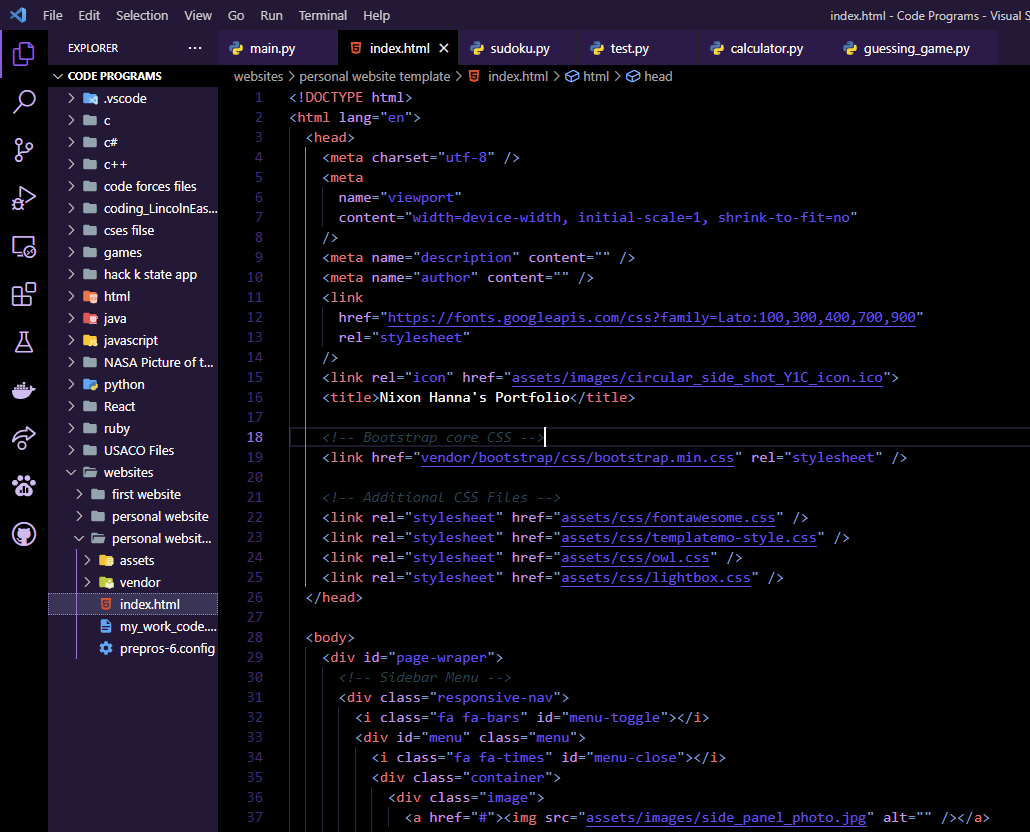 File Edit Selection View Go Run Terminal Help
index.html - Code Programs - Visual S
EXPLORER ...
main.py index.html sudoku.py test.py calculator.py guessing_game.py
CODE PROGRAMS
websites > personal website template > index.html > html > head
.vscode
c
c#
c++
code forces files
coding_LincolnEas...
cses filse
games
hack k state app
html
java
javascript
NASA Picture of t...
python
React
ruby
USACO Files
websites
first website
personal website
personal websit...
assets
vendor
index.html
my_work_code....
prepros-6.config
1 <!DOCTYPE html>
2 <html lang="en">
3 <head>
4 <meta charset="utf-8" />
5 <meta
6 name="viewport"
7 content="width=device-width, initial-scale=1, shrink-to-fit=no"
8 />
9 <meta name="description" content="" />
10 <meta name="author" content="" />
11 <link
12 href="https://fonts.googleapis.com/css?family=Lato:100,300,400,700,900"
13 rel="stylesheet"
14 />
15 <link rel="icon" href="assets/images/circular_side_shot_Y1C_icon.ico">
16 <title>Nixon Hanna's Portfolio</title>
17
18 <!-- Bootstrap core CSS -->
19 <link href="vendor/bootstrap/css/bootstrap.min.css" rel="stylesheet" />
20
21 <!-- Additional CSS Files -->
22 <link rel="stylesheet" href="assets/css/fontawesome.css" />
23 <link rel="stylesheet" href="assets/css/templatemo-style.css" />
24 <link rel="stylesheet" href="assets/css/owl.css" />
25 <link rel="stylesheet" href="assets/css/lightbox.css" />
26 </head>
27
28 <body>
29 <div id="page-wraper">
30 <!-- Sidebar Menu -->
31 <div class="responsive-nav">
32 <i class="fa fa-bars" id="menu-toggle"></i>
33 <div id="menu" class="menu">
34 <i class="fa fa-times" id="menu-close"></i>
35 <div class="container">
36 <div class="image">
37 <a href="#"><img src="assets/images/side_panel_photo.jpg" alt="" /></a>